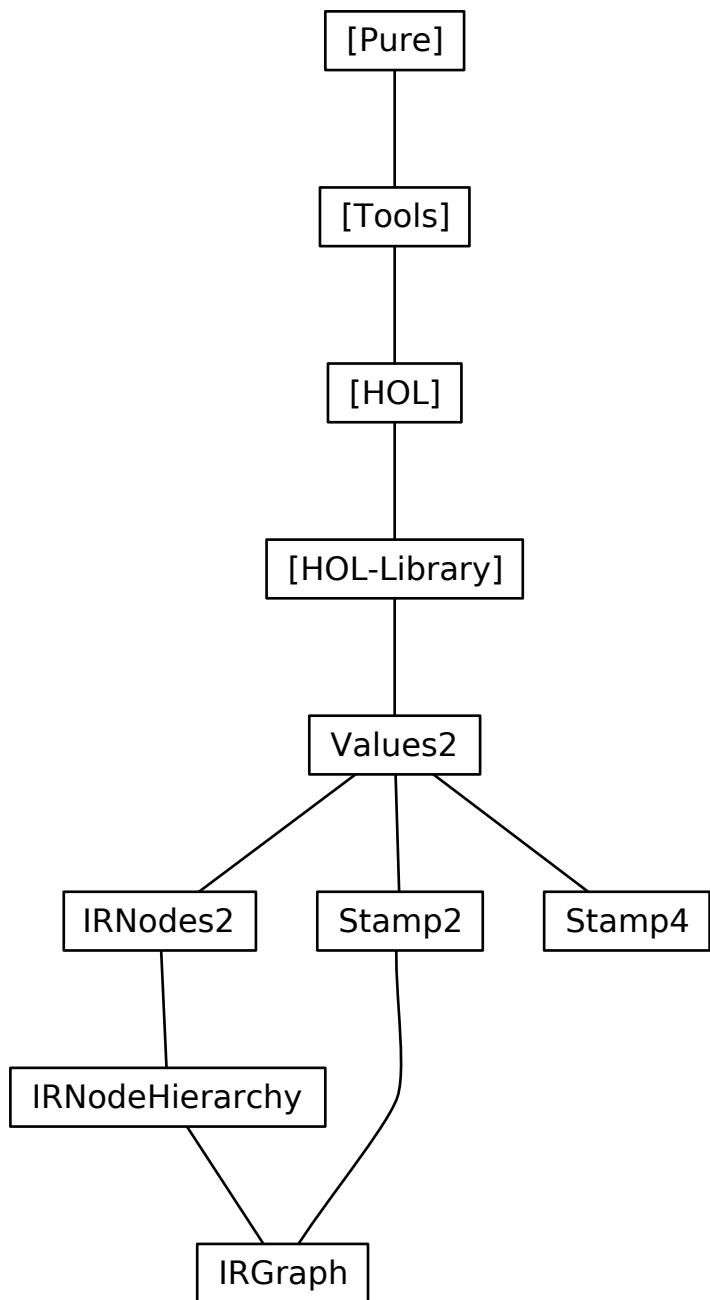 [Pure]
[Tools]
[HOL]
[HOL-Library]
Values2
IRNodes2
Stamp2
Stamp4
IRNodeHierarchy
IRGraph